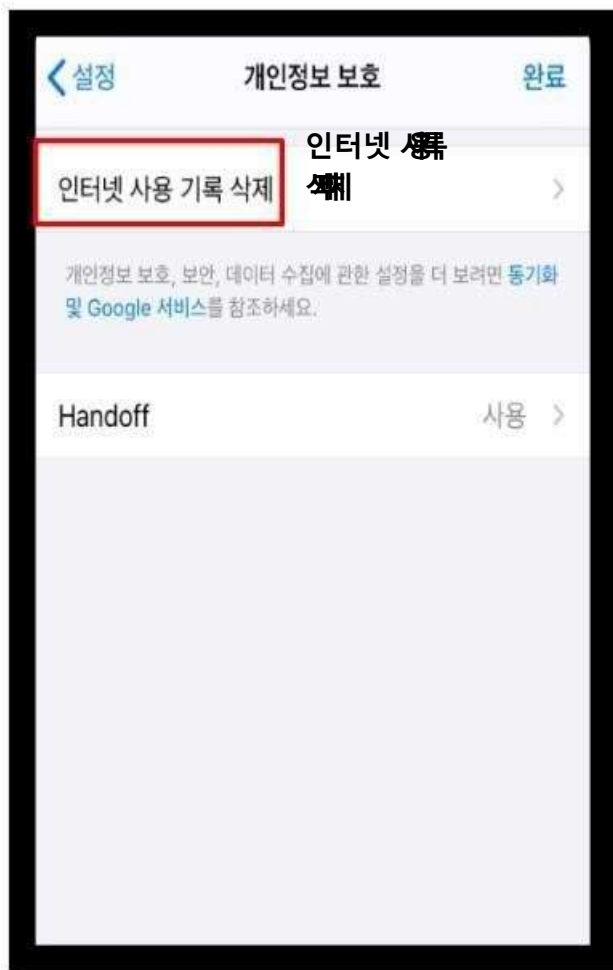 설정 개인정보 보호 완료
인터넷 사용 기록 삭제
인터넷
개인정보 보호, 보안, 데이터 수집에 관한 설정을 더 보려면 동기화
및 Google 서비스를 참조하세요.
Handoff 사용